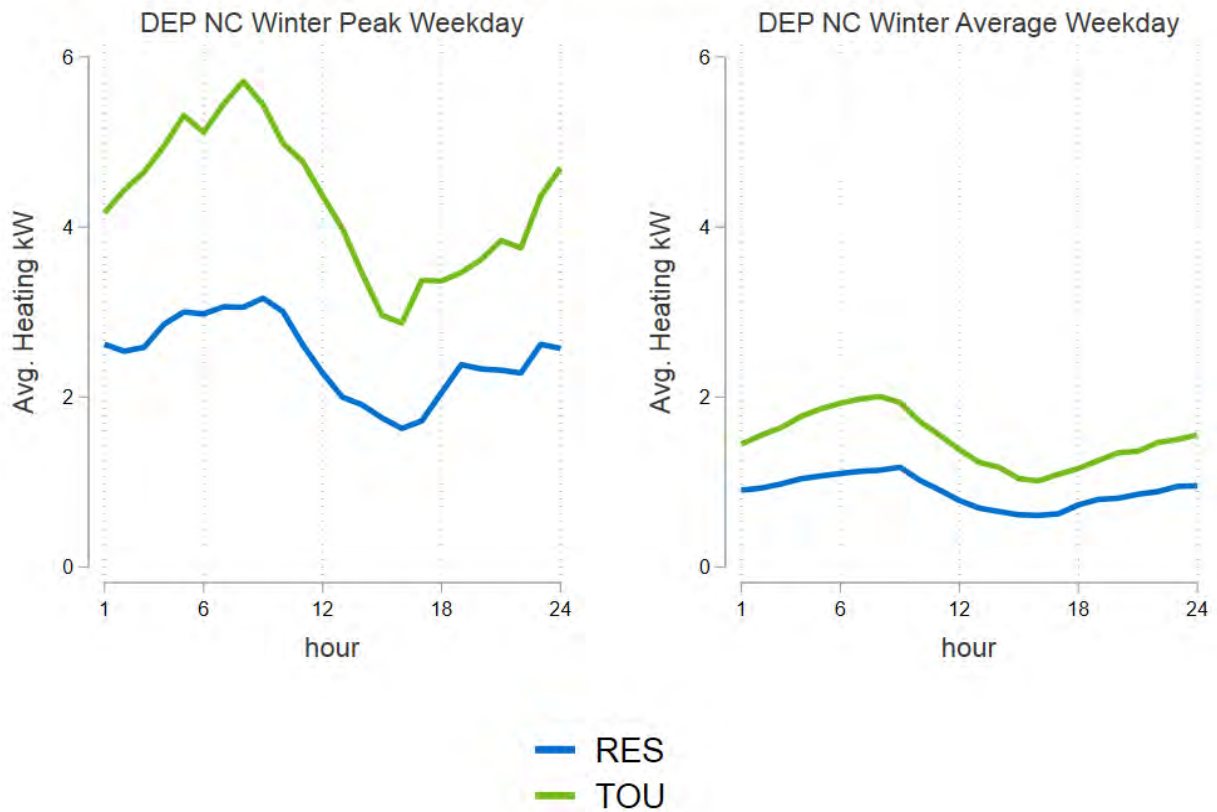 DEP NC Winter Peak Weekday
6
4
2
0
Avg. Heating kW
1 6 12 18 24
hour
DEP NC Winter Average Weekday
6
4
2
0
Avg. Heating kW
1 6 12 18 24
hour
RES
TOU